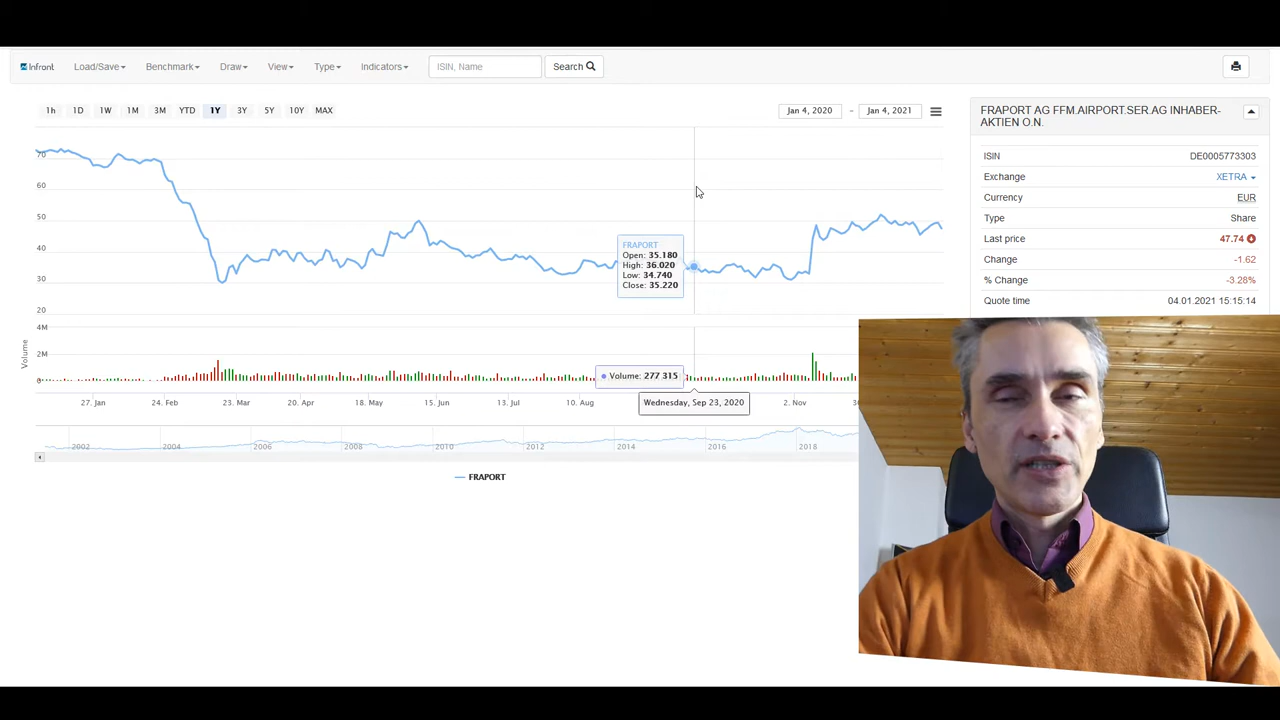 Infront Load/Save Benchmark Draw View Type Indicators ISIN, Name Search
1h 1D 1W 1M 3M YTD 1Y 3Y 5Y 10Y MAX Jan 4, 2020 – Jan 4, 2021
70
60
50
40
30
20
FRAPORT
Open: 35.180
High: 36.020
Low: 34.740
Close: 35.220
4M
2M
0
Volume
Volume: 277 315
27. Jan 24. Feb 23. Mar 20. Apr 18. May 15. Jun 13. Jul 10. Aug 2. Nov
Wednesday, Sep 23, 2020
2002 2004 2006 2008 2010 2012 2014 2016 2018
FRAPORT
FRAPORT AG FFM.AIRPORT.SER.AG INHABER-
AKTIEN O.N.
ISIN DE0005773303
Exchange XETRA
Currency EUR
Type Share
Last price 47.74
Change -1.62
% Change -3.28%
Quote time 04.01.2021 15:15:14